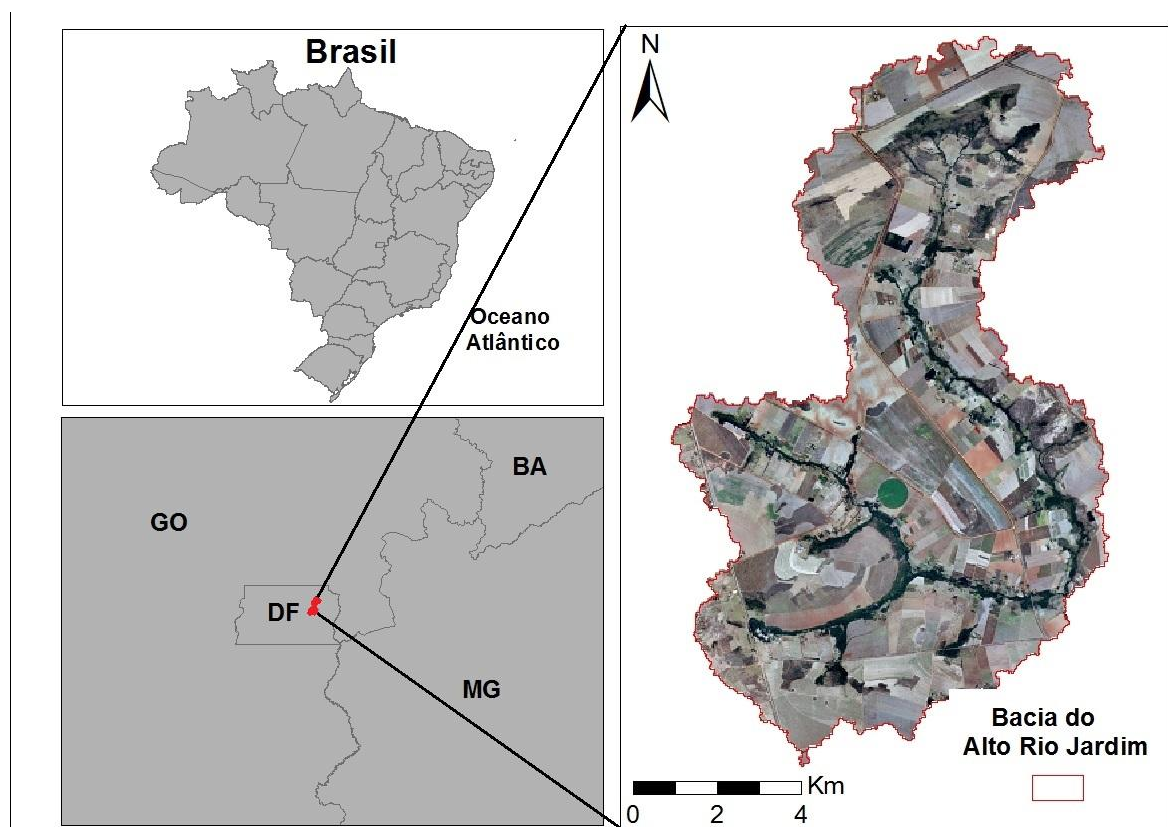 Brasil
Oceano
Atlântico
BA
GO
DF
MG
N
Bacia do
Alto Rio Jardim
Km
0 2 4